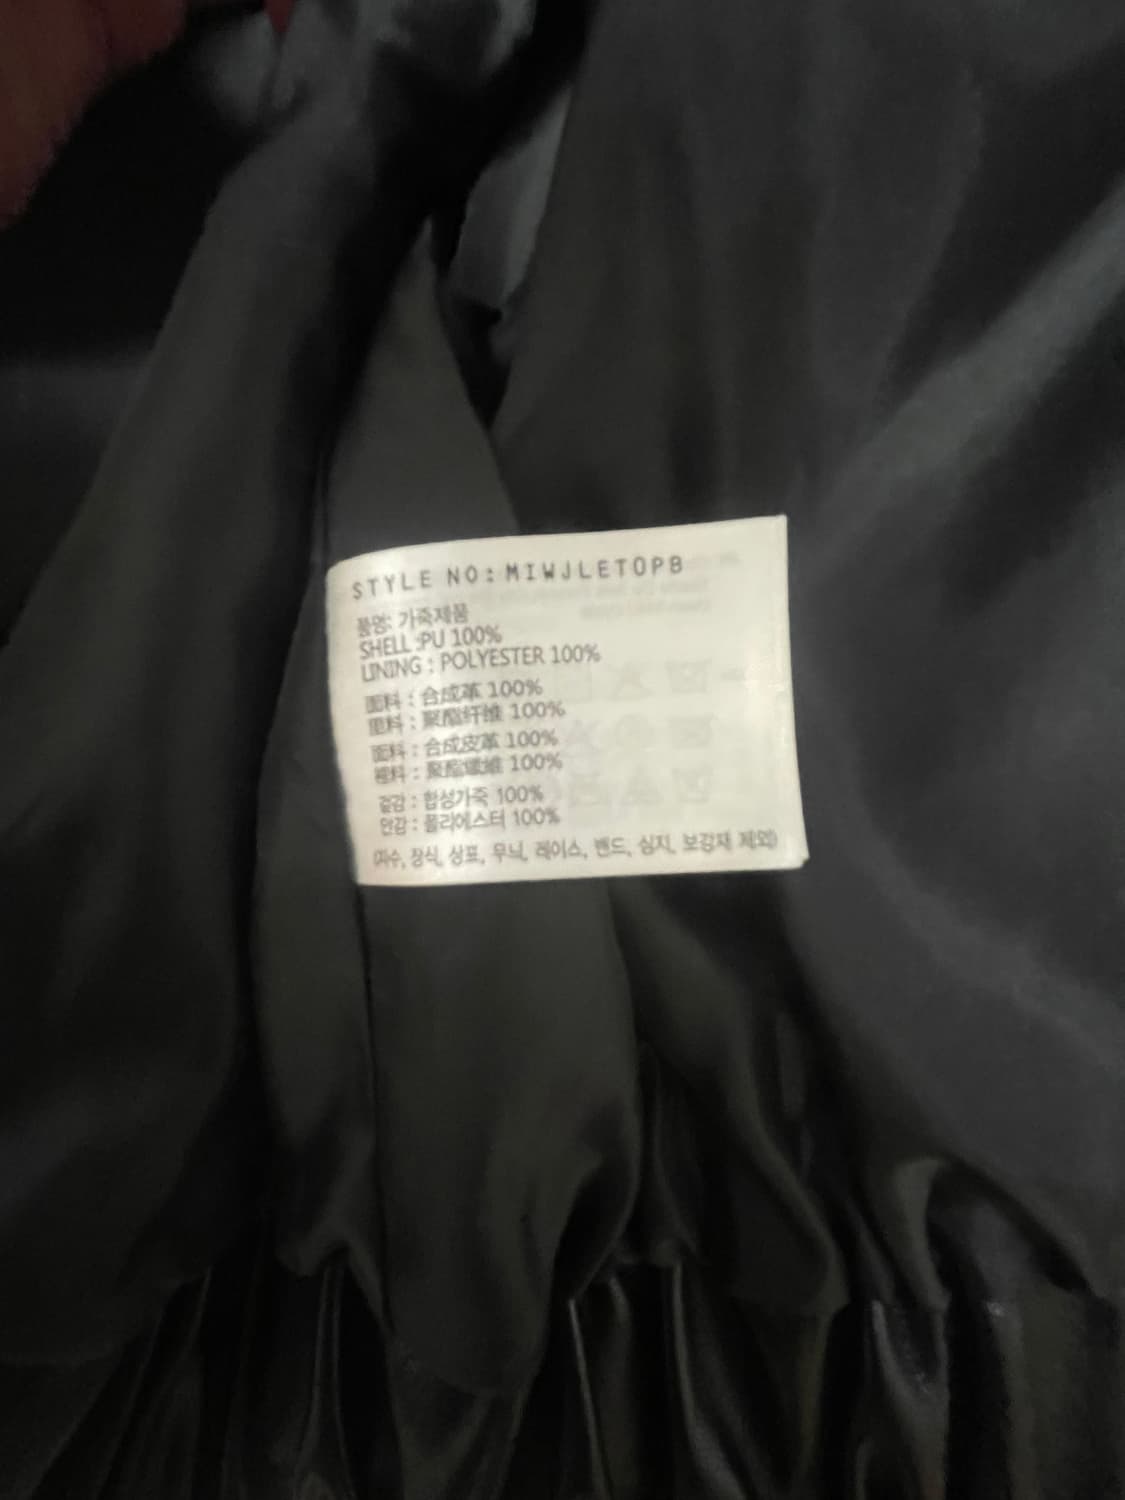 STYLE NO: MIWJLETOPB
품명: 가죽제품
SHELL :PU 100%
LINING : POLYESTER 100%
面料 : 合成革 100%
里料 : 聚酯纤维 100%
面料 : 合成皮革 100%
裡料 : 聚酯纖維 100%
겉감 : 합성가죽 100%
안감 : 폴리에스터 100%
(자수, 장식, 상표, 무늬, 레이스, 밴드, 심지, 보강재 제외)